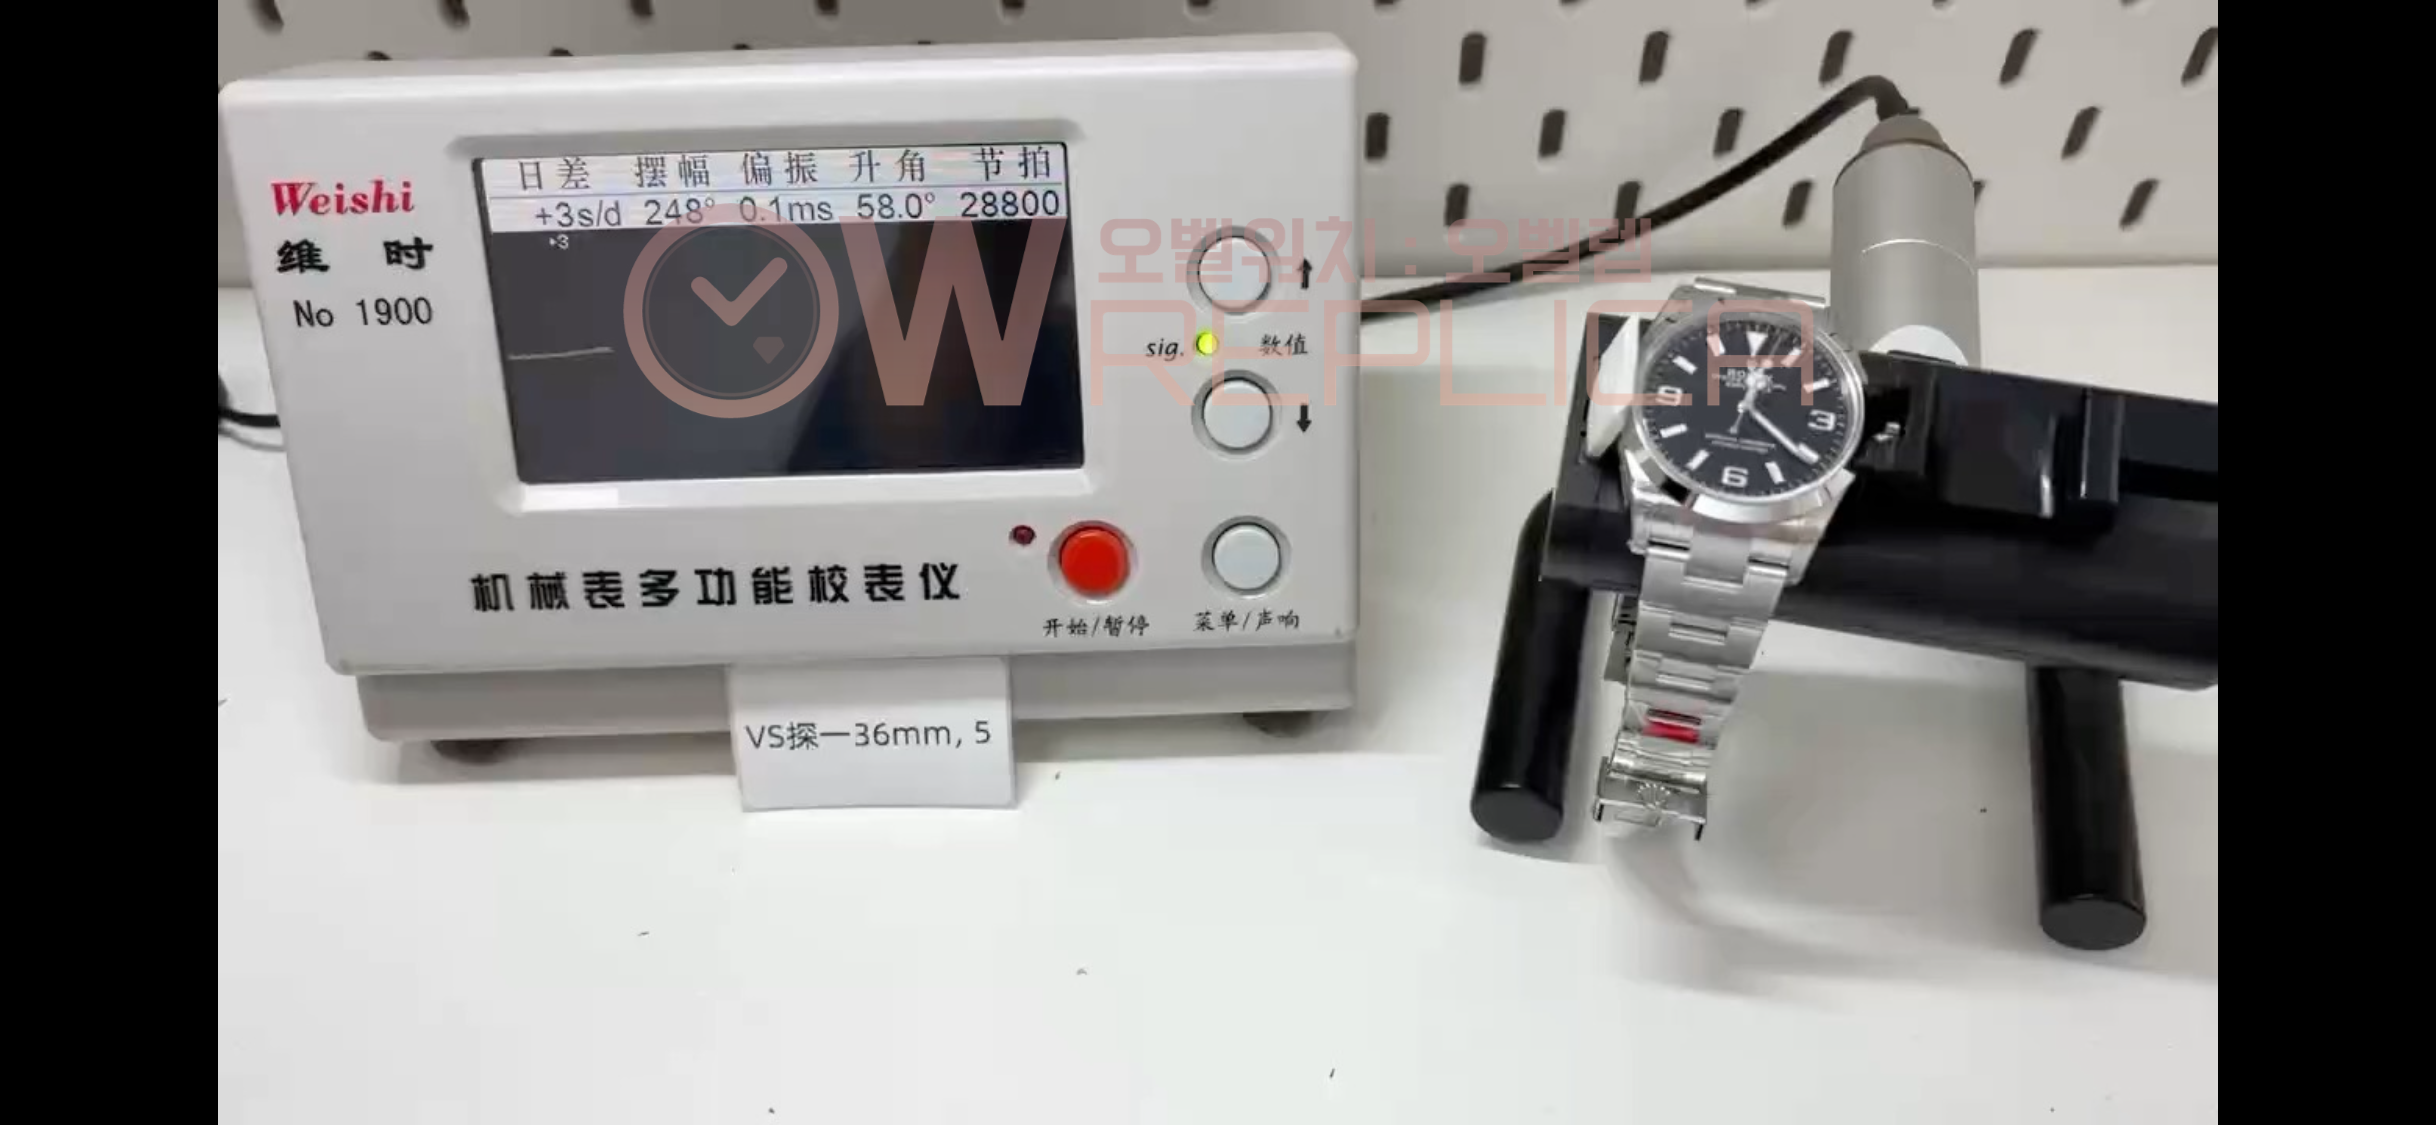 Weishi
维 时
No 1900
日差 摆幅 偏振 升角 节拍
+3s/d 248° 0.1ms 58.0° 28800
+3
오벨워치·오벨렙
OW REPLICA
sig.
数值
机械表多功能校表仪
开始/暂停
菜单/声响
VS探一36mm, 5
9
3
6